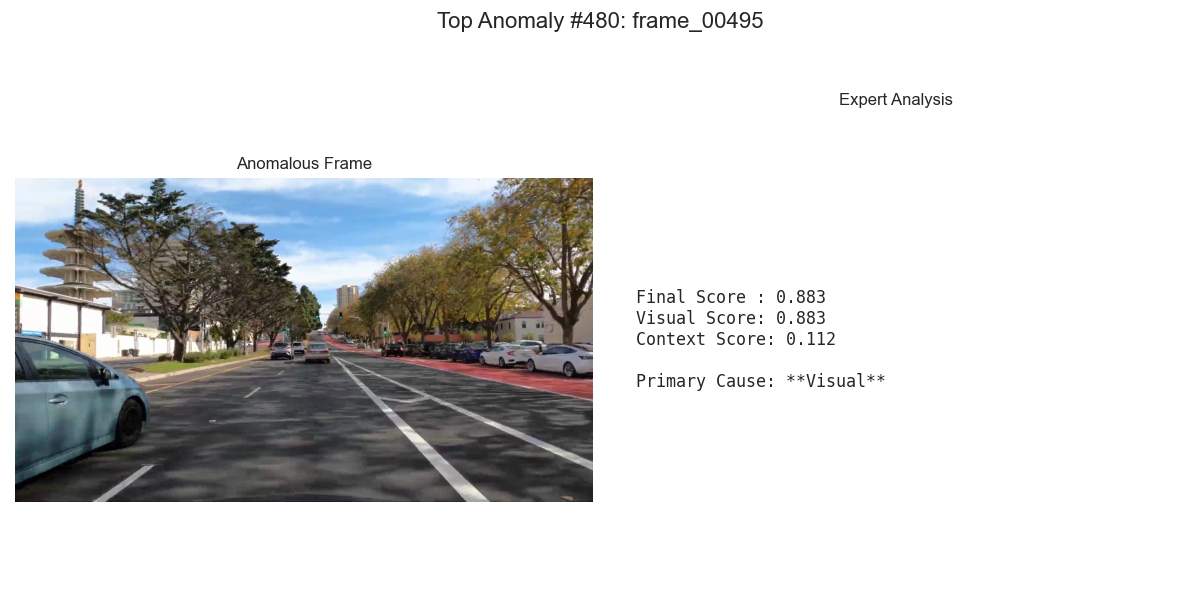 Top Anomaly #480: frame_00495
Expert Analysis
Anomalous Frame
Final Score : 0.883
Visual Score: 0.883
Context Score: 0.112
Primary Cause: **Visual**